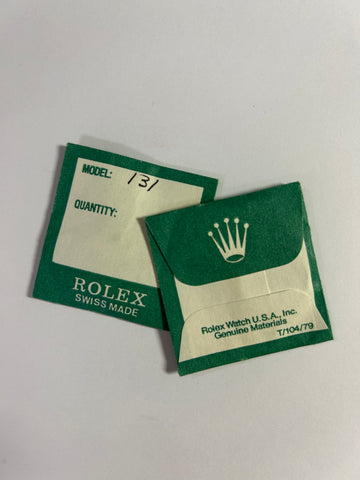 MODEL: 131
QUANTITY:
ROLEX
SWISS MADE
Rolex Watch U.S.A., Inc.
Genuine Materials
T/104/79